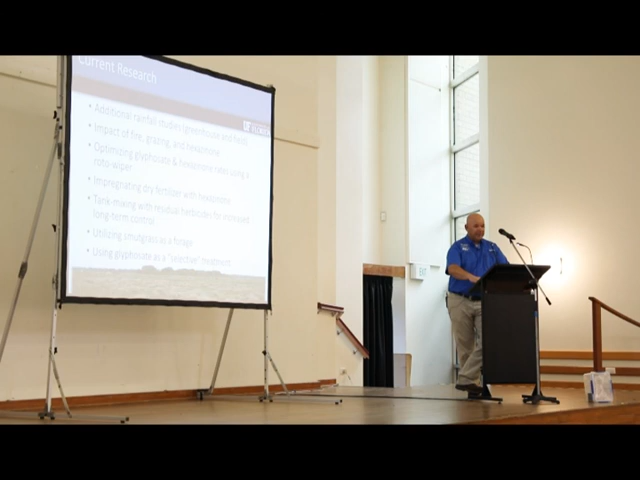 Current Research
• Additional rainfall studies (greenhouse and field)
UF
FLORIDA
• Impact of fire, grazing, and hexazinone
• Optimizing glyphosate & hexazinone rates using a
roto-wiper
• Impregnating dry fertilizer with hexazinone
• Tank-mixing with residual herbicides for increased
long-term control
• Utilizing smutgrass as a forage
• Using glyphosate as a "selective" treatment